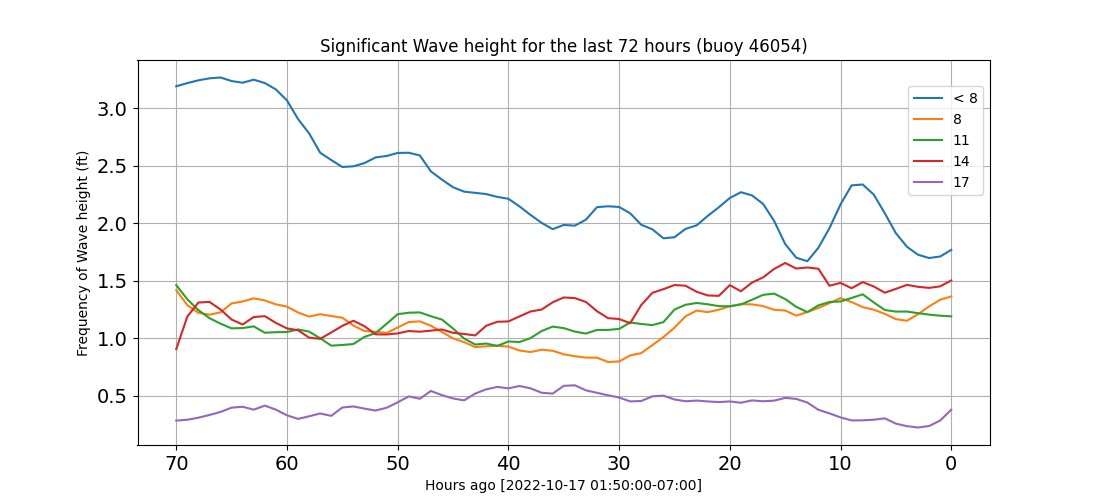 Significant Wave height for the last 72 hours (buoy 46054)
Frequency of Wave height (ft)
3.0
2.5
2.0
1.5
1.0
0.5
< 8
8
11
14
17
70 60 50 40 30 20 10 0
Hours ago [2022-10-17 01:50:00-07:00]